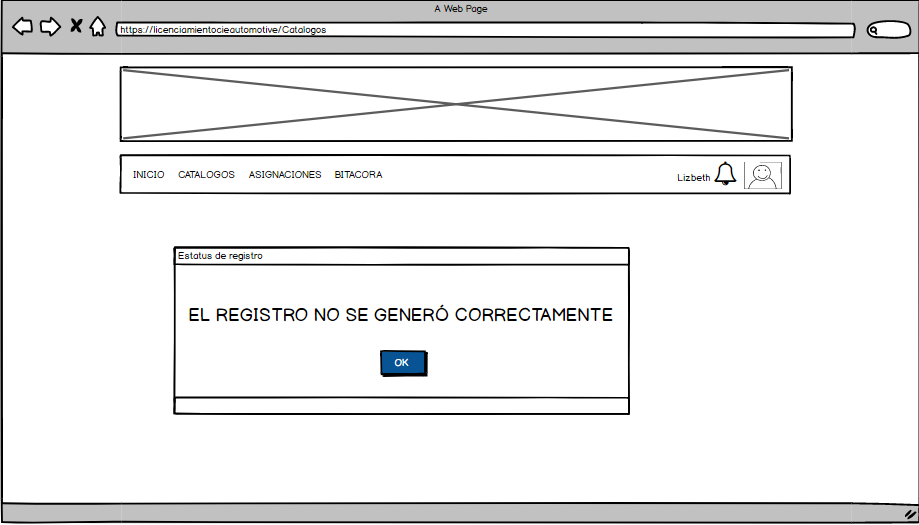 A Web Page
https://licenciamientocieautomotive/Catalogos
INICIO CATALOGOS ASIGNACIONES BITACORA Lizbeth
Estatus de registro
EL REGISTRO NO SE GENERÓ CORRECTAMENTE
OK